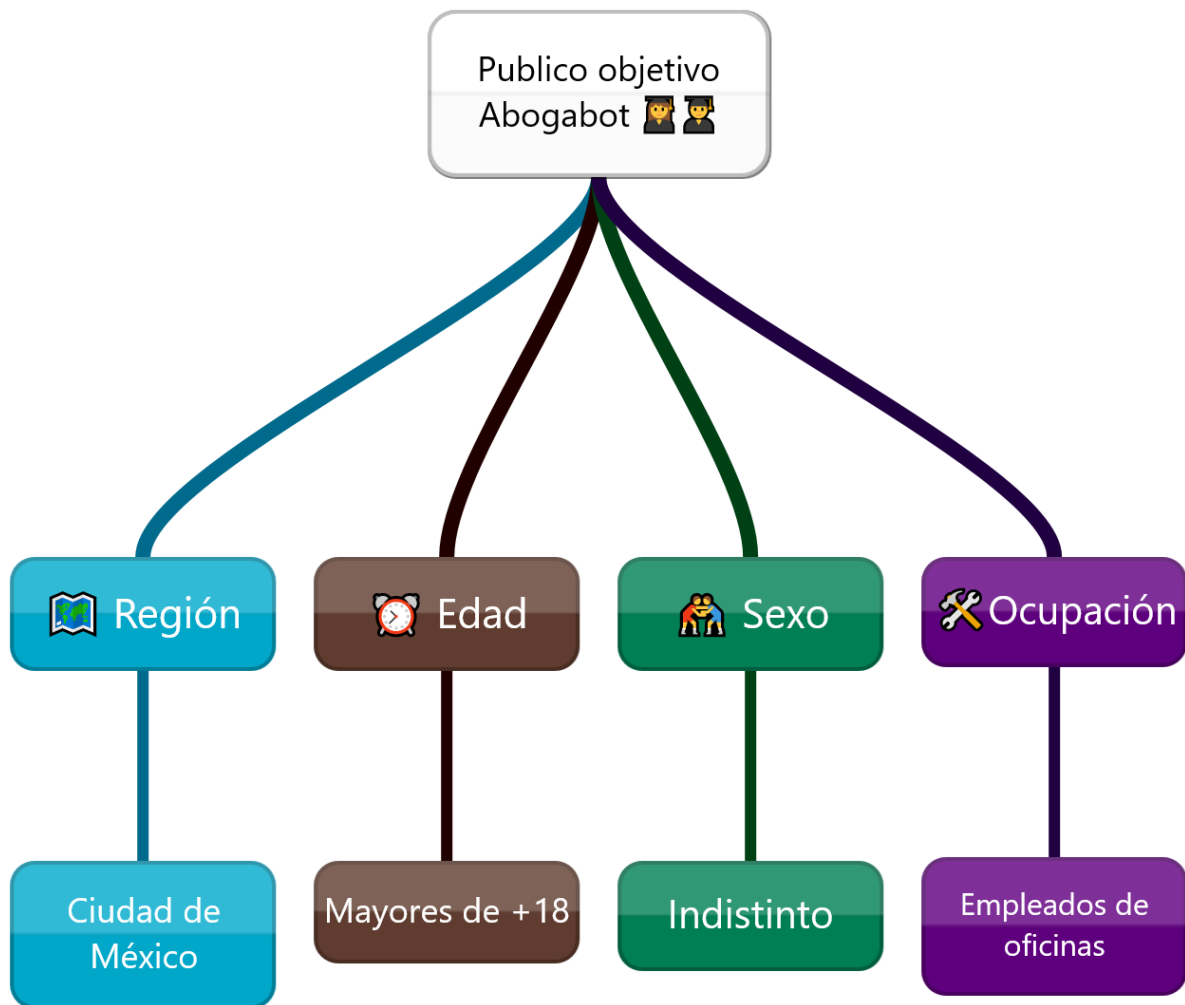 Publico objetivo
Abogabot 👩‍🎓👨‍🎓
🗺️ Región
⏰ Edad
🤼 Sexo
🛠️Ocupación
Ciudad de
México
Mayores de +18
Indistinto
Empleados de
oficinas